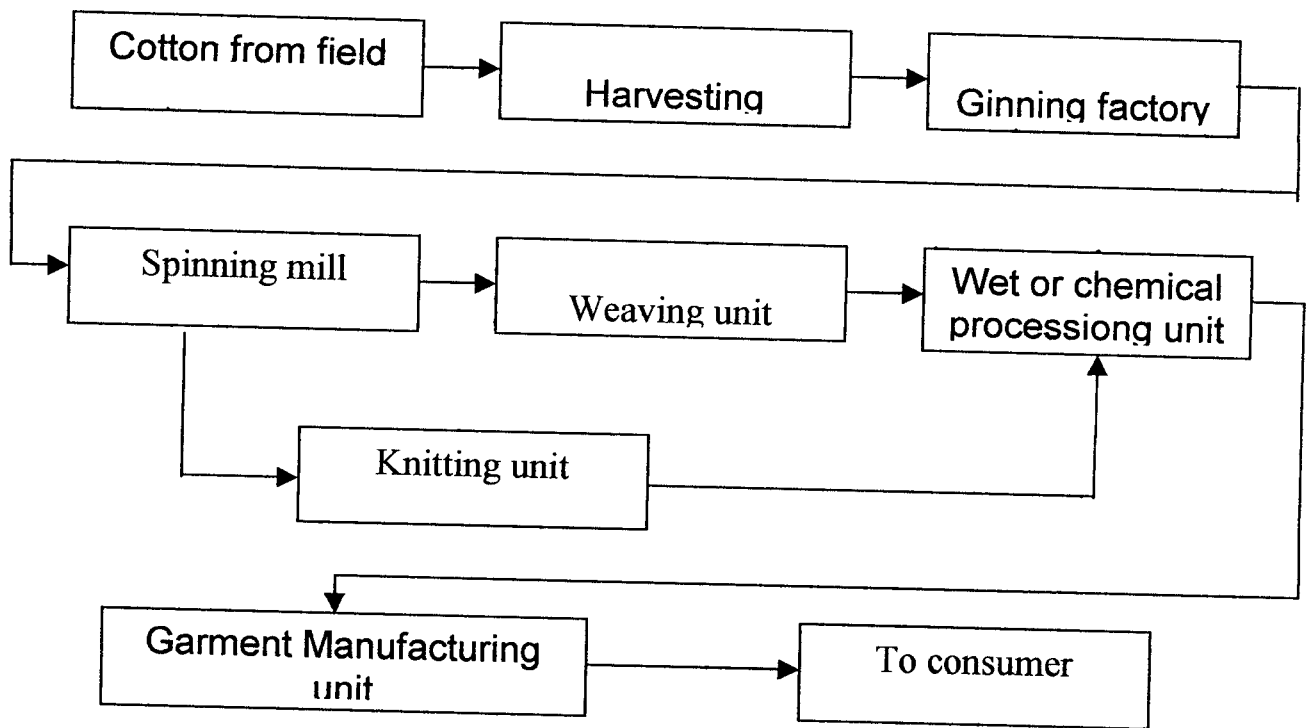 Cotton from field
Harvesting
Ginning factory
Spinning mill
Weaving unit
Wet or chemical
processiong unit
Knitting unit
Garment Manufacturing
unit
To consumer